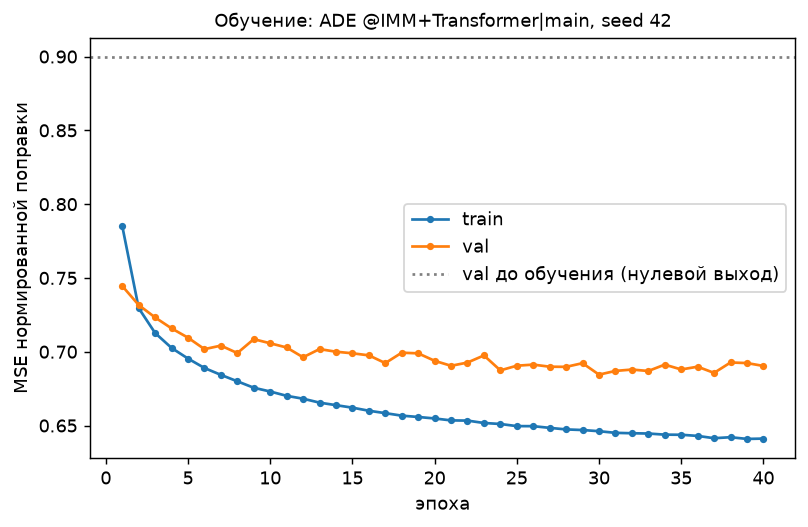 Обучение: ADE @IMM+Transformer|main, seed 42
MSE нормированной поправки
0.90
0.85
0.80
0.75
0.70
0.65
train
val
val до обучения (нулевой выход)
0 5 10 15 20 25 30 35 40
эпоха